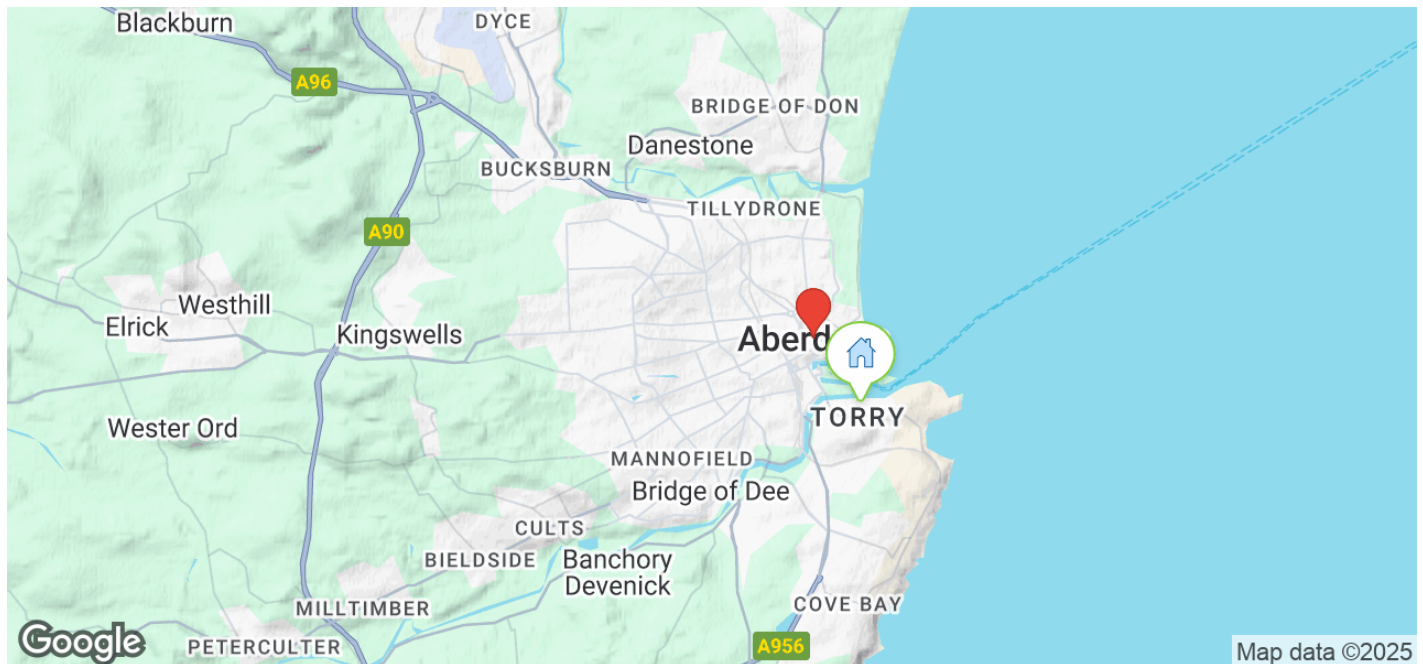 Blackburn
DYCE
A96
BRIDGE OF DON
Danestone
BUCKSBURN
TILLYDRONE
A90
Westhill
Elrick
Kingswells
Aberd
TORRY
Wester Ord
MANNOFIELD
Bridge of Dee
CULTS
BIELDSIDE
Banchory
Devenick
MILLTIMBER
COVE BAY
PETERCULTER
A956
Google
Map data ©2025